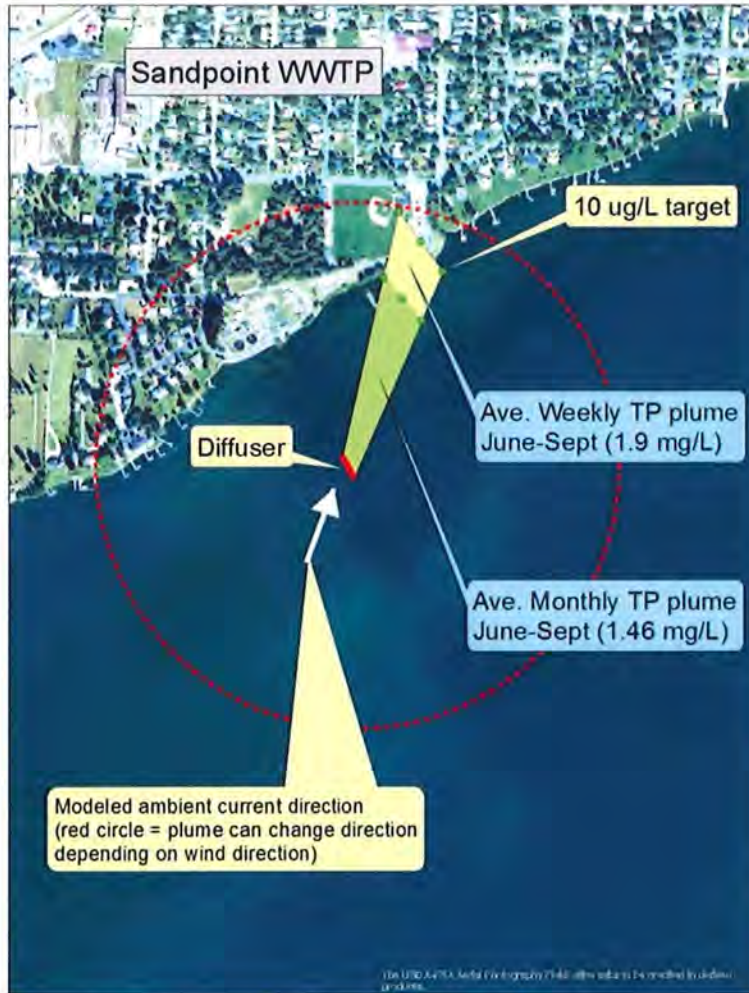 Sandpoint WWTP
10 ug/L target
Ave. Weekly TP plume
June-Sept (1.9 mg/L)
Diffuser
Ave. Monthly TP plume
June-Sept (1.46 mg/L)
Modeled ambient current direction
(red circle = plume can change direction
depending on wind direction)
products.